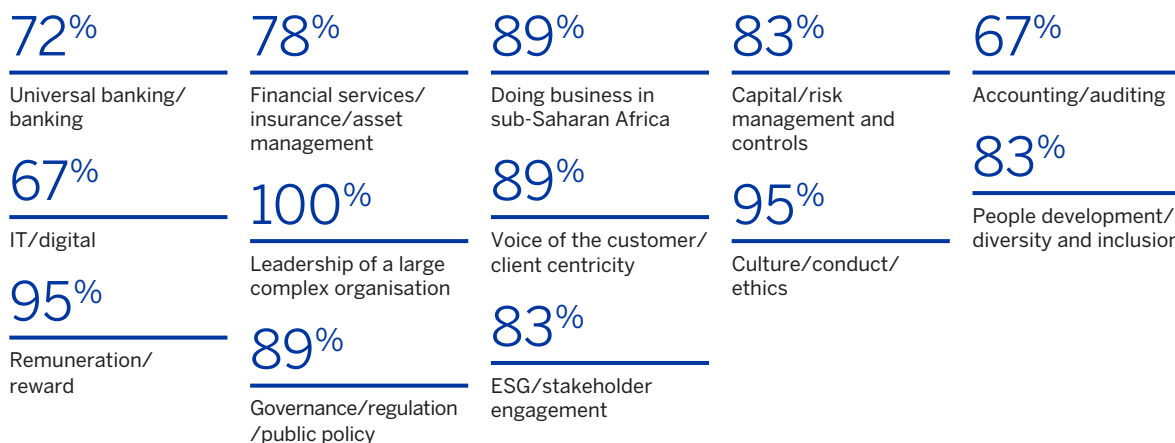 72%
Universal banking/
banking
67%
IT/digital
95%
Remuneration/
reward
78%
Financial services/
insurance/asset
management
100%
Leadership of a large
complex organisation
89%
Governance/regulation
/public policy
89%
Doing business in
sub-Saharan Africa
89%
Voice of the customer/
client centricity
83%
ESG/stakeholder
engagement
83%
Capital/risk
management and
controls
95%
Culture/conduct/
ethics
67%
Accounting/auditing
83%
People development/
diversity and inclusion